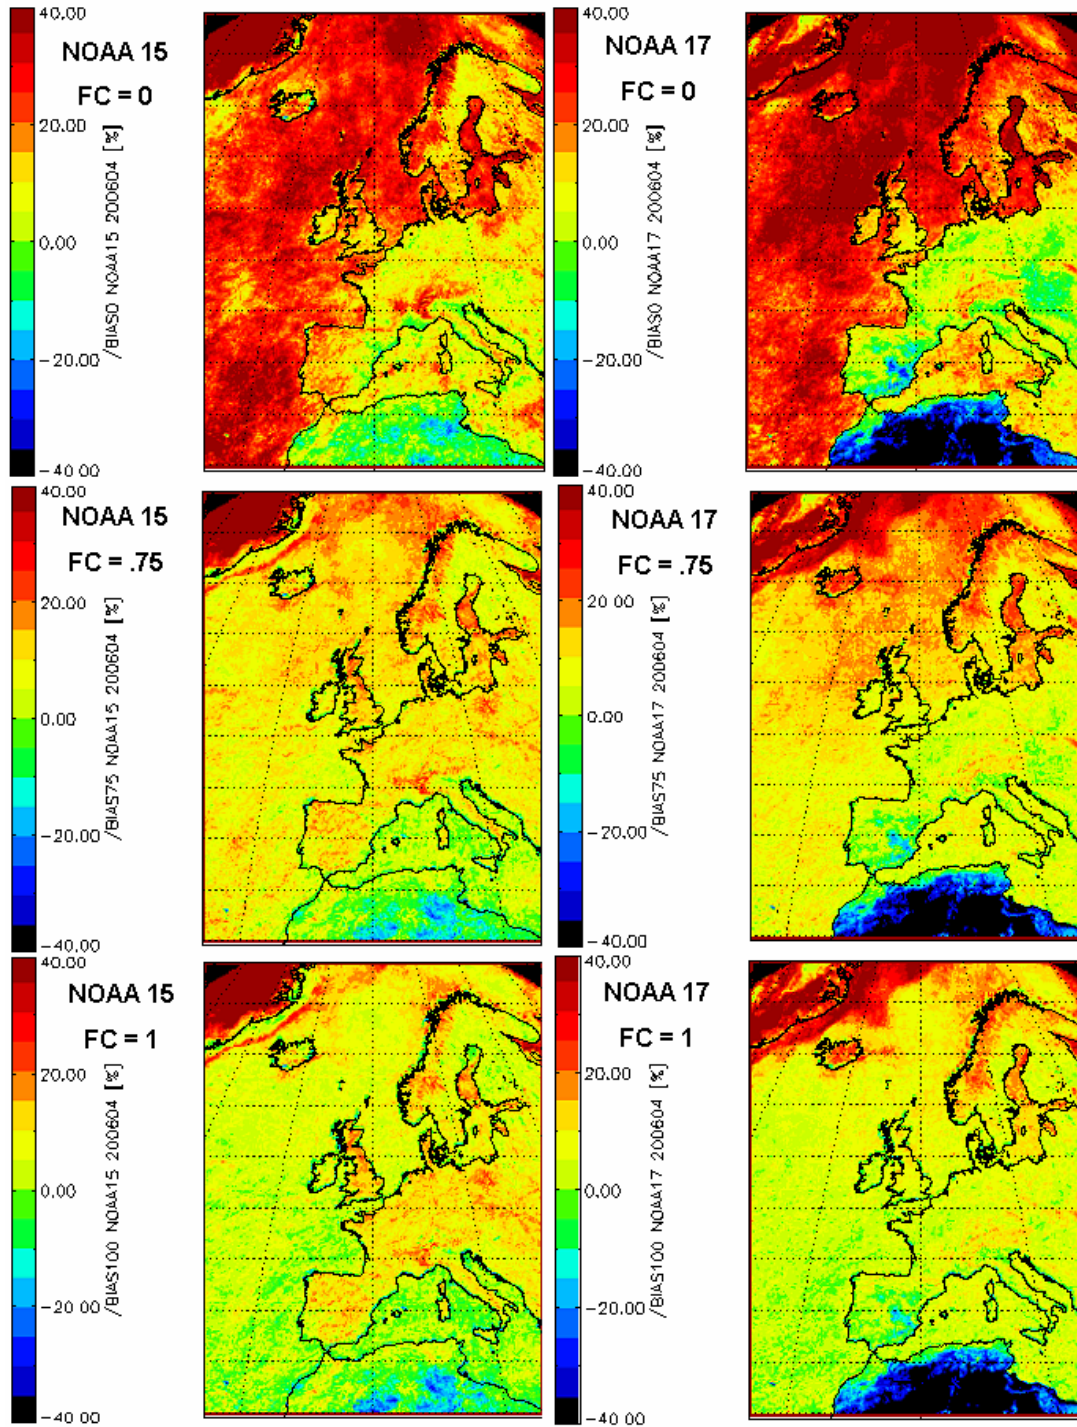 40.00
NOAA 15
FC = 0
20.00
0.00
-20.00
-40.00
/BIAS0 NOAA15 200604 [%]
40.00
NOAA 17
FC = 0
20.00
0.00
-20.00
-40 00
/BIAS0 NOAA17 200604 [%]
40.00
NOAA 15
FC = .75
20.00
0.00
-20.00
-40.00
/BIAS75 NOAA15 200604 [%]
40.00
NOAA 17
FC = .75
20 00
0.00
-20.00
-40.00
/BIAS75 NOAA17 200604 [%]
40.00
NOAA 15
FC = 1
20.00
0.00
-20 00
-40 00
/BIAS100 NOAA15 200604 [%]
40.00
NOAA 17
FC = 1
20.00
0.00
-20.00
-40 00
/BIAS100 NOAA17 200604 [%]